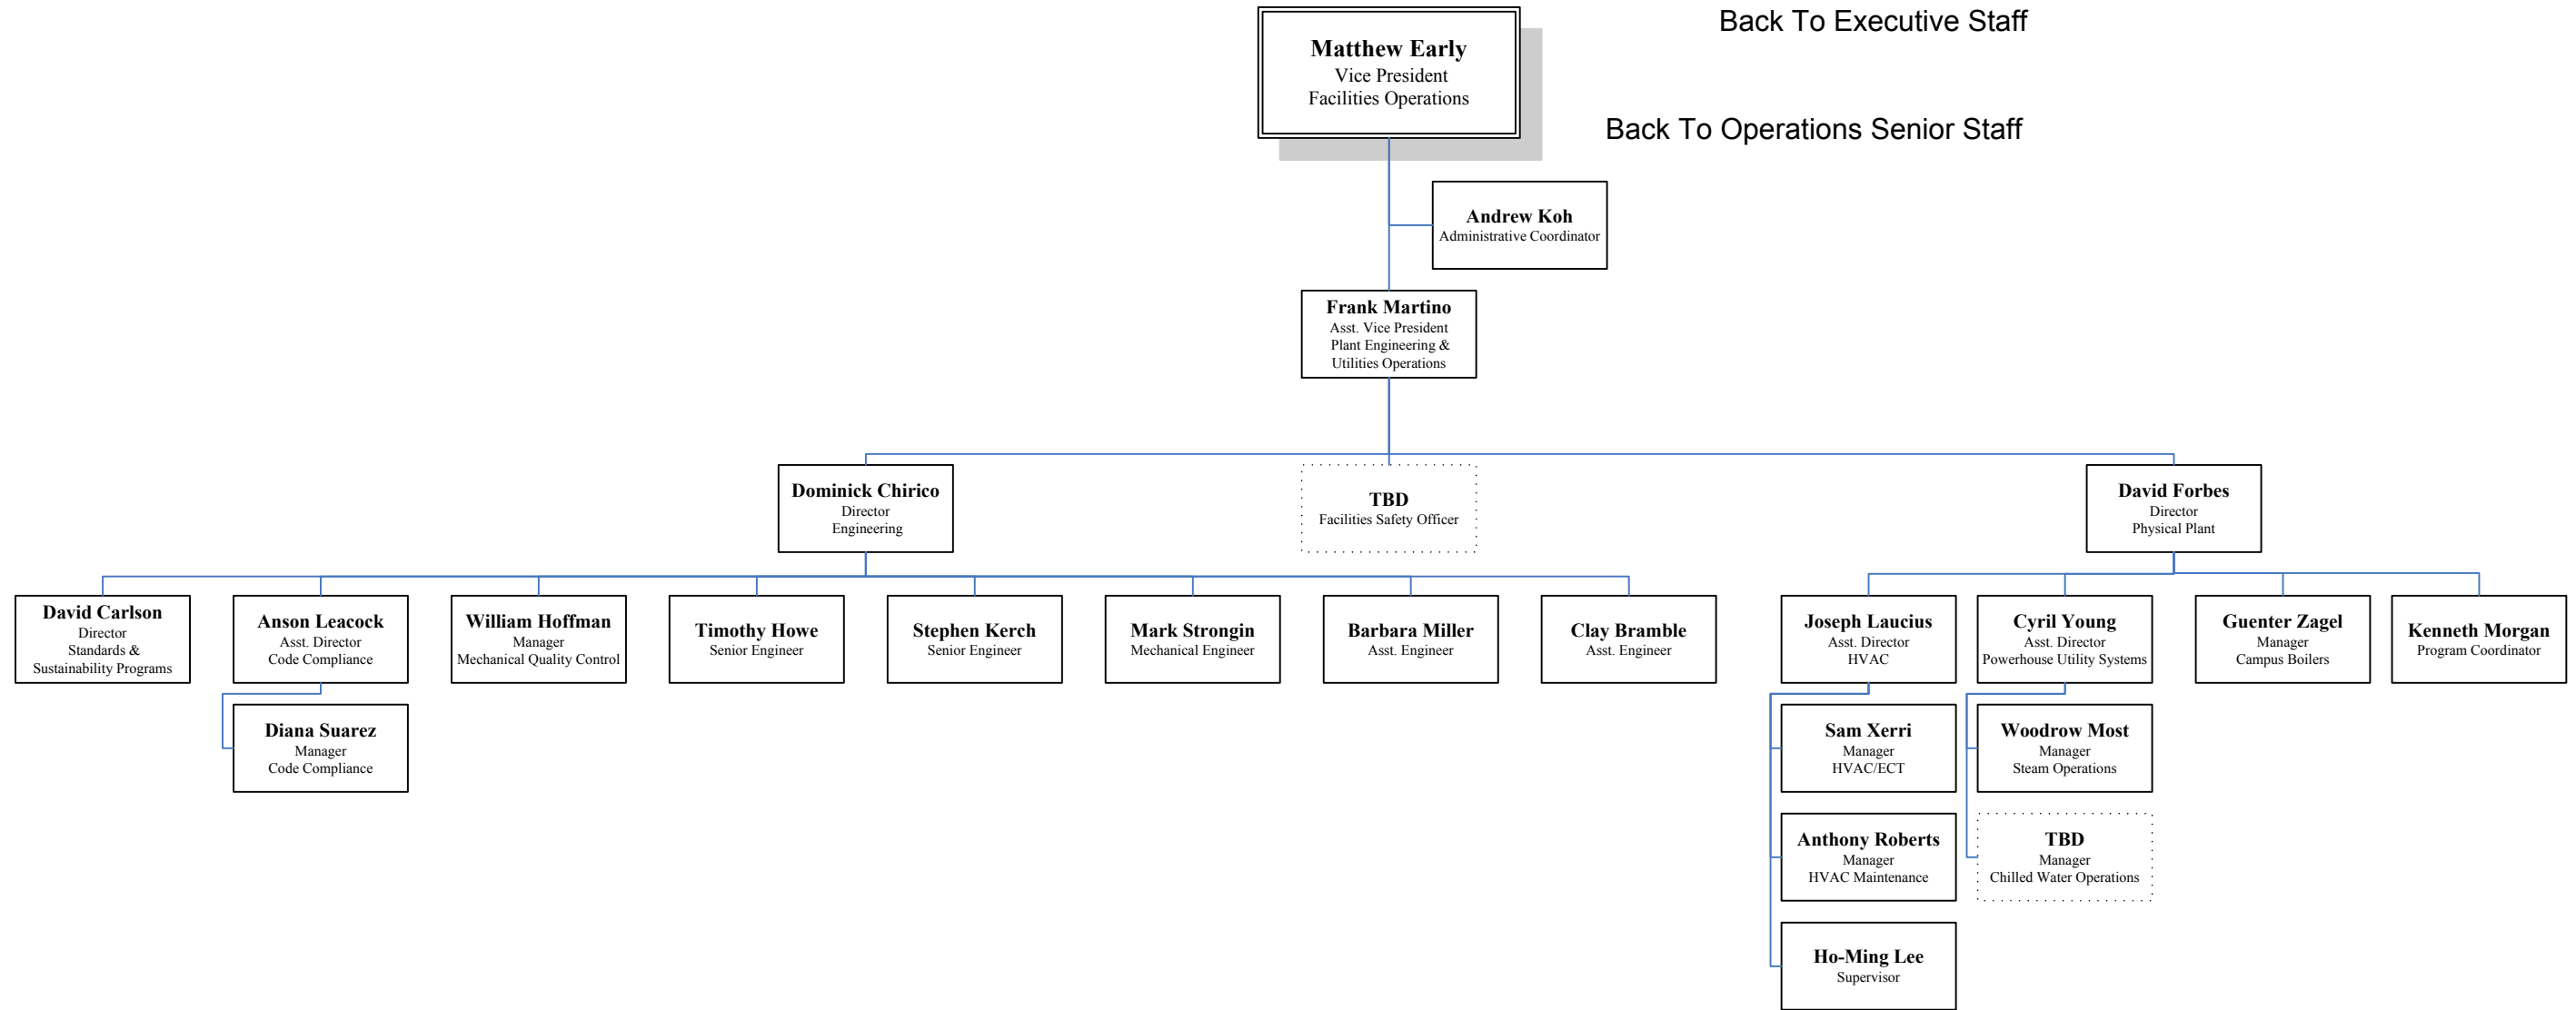 Matthew Early
Vice President
Facilities Operations
Back To Executive Staff
Back To Operations Senior Staff
Andrew Koh
Administrative Coordinator
Frank Martino
Asst. Vice President
Plant Engineering &
Utilities Operations
Dominick Chirico
Director
Engineering
TBD
Facilities Safety Officer
David Forbes
Director
Physical Plant
David Carlson
Director
Standards &
Sustainability Programs
Anson Leacock
Asst. Director
Code Compliance
William Hoffman
Manager
Mechanical Quality Control
Timothy Howe
Senior Engineer
Stephen Kerch
Senior Engineer
Mark Strongin
Mechanical Engineer
Barbara Miller
Asst. Engineer
Clay Bramble
Asst. Engineer
Joseph Laucius
Asst. Director
HVAC
Cyril Young
Asst. Director
Powerhouse Utility Systems
Guenter Zagel
Manager
Campus Boilers
Kenneth Morgan
Program Coordinator
Diana Suarez
Manager
Code Compliance
Sam Xerri
Manager
HVAC/ECT
Woodrow Most
Manager
Steam Operations
Anthony Roberts
Manager
HVAC Maintenance
TBD
Manager
Chilled Water Operations
Ho-Ming Lee
Supervisor